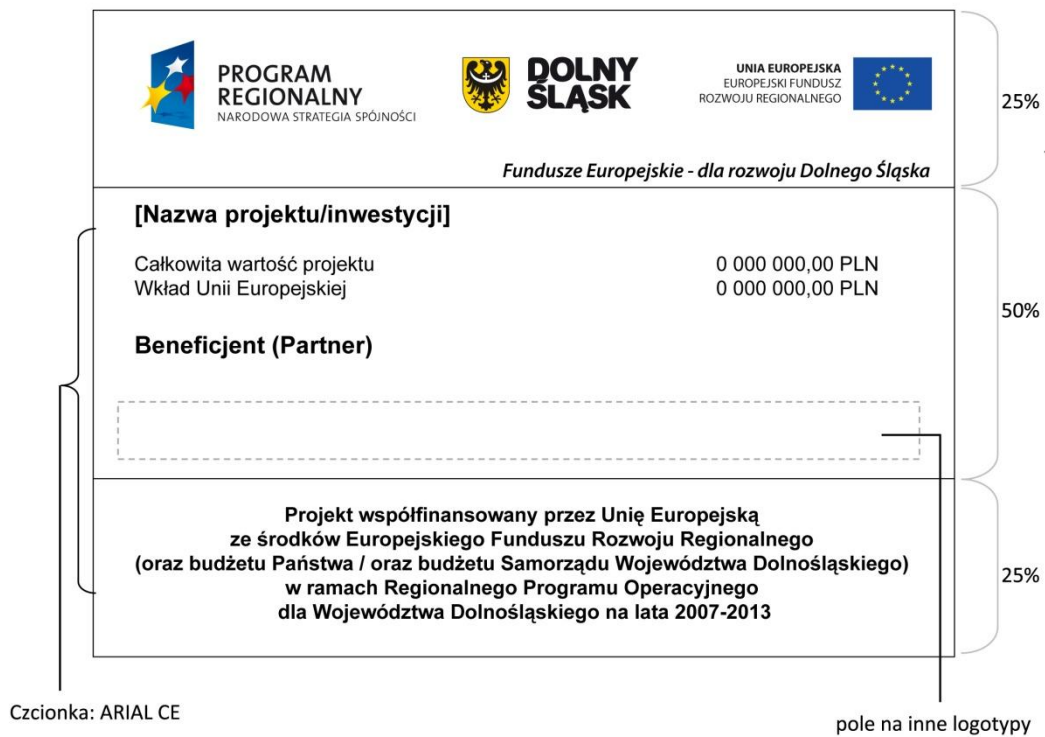 PROGRAM
REGIONALNY
NARODOWA STRATEGIA SPÓJNOŚCI
DOLNY
ŚLĄSK
UNIA EUROPEJSKA
EUROPEJSKI FUNDUSZ
ROZWOJU REGIONALNEGO
25%
Fundusze Europejskie - dla rozwoju Dolnego Śląska
[Nazwa projektu/inwestycji]
Całkowita wartość projektu 0 000 000,00 PLN
Wkład Unii Europejskiej 0 000 000,00 PLN
50%
Beneficjent (Partner)
Projekt współfinansowany przez Unię Europejską
ze środków Europejskiego Funduszu Rozwoju Regionalnego
(oraz budżetu Państwa / oraz budżetu Samorządu Województwa Dolnośląskiego)
w ramach Regionalnego Programu Operacyjnego
dla Województwa Dolnośląskiego na lata 2007-2013
25%
Czcionka: ARIAL CE
pole na inne logotypy